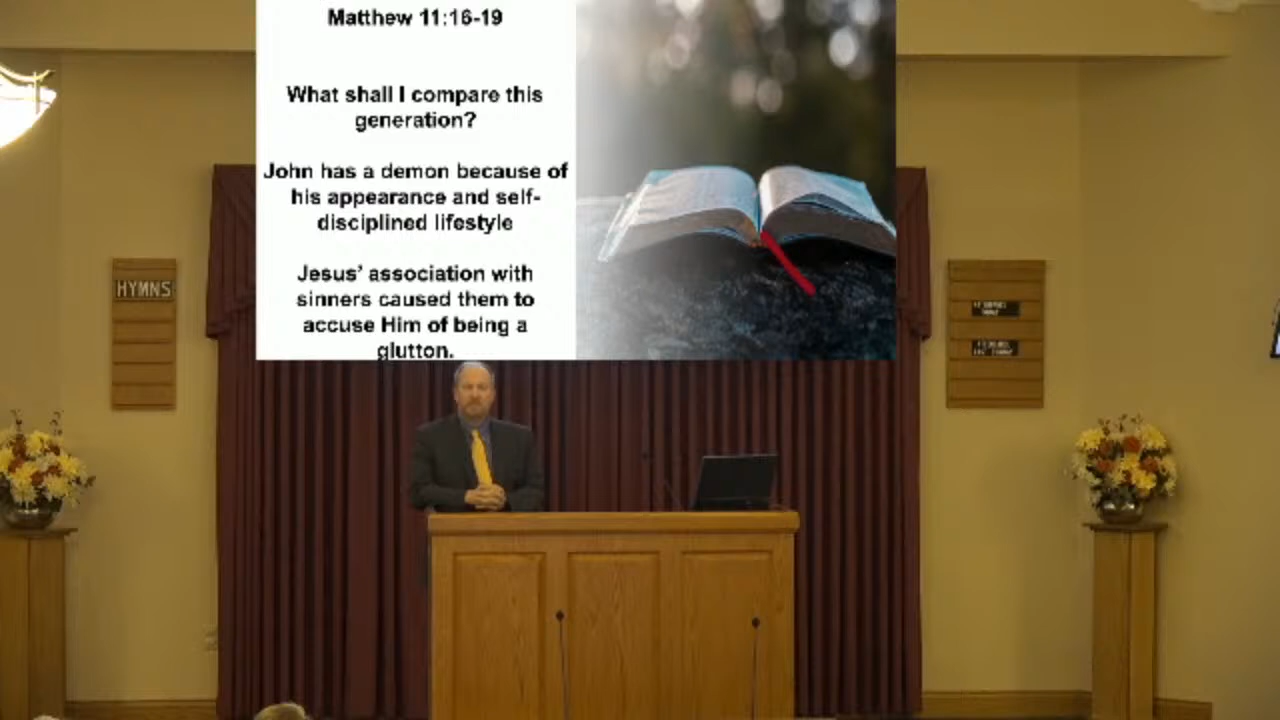 Matthew 11:16-19
What shall I compare this
generation?
John has a demon because of
his appearance and self-
disciplined lifestyle
Jesus' association with
sinners caused them to
accuse Him of being a
glutton.
HYMNS